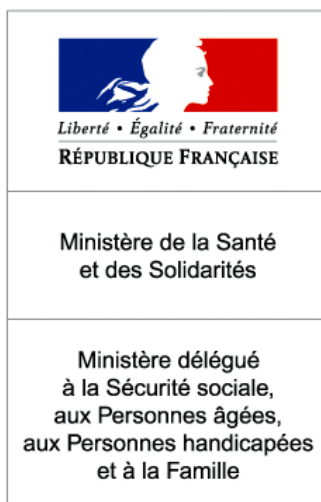 Liberté • Égalité • Fraternité
RÉPUBLIQUE FRANÇAISE
Ministère de la Santé
et des Solidarités
Ministère délégué
à la Sécurité sociale,
aux Personnes âgées,
aux Personnes handicapées
et à la Famille